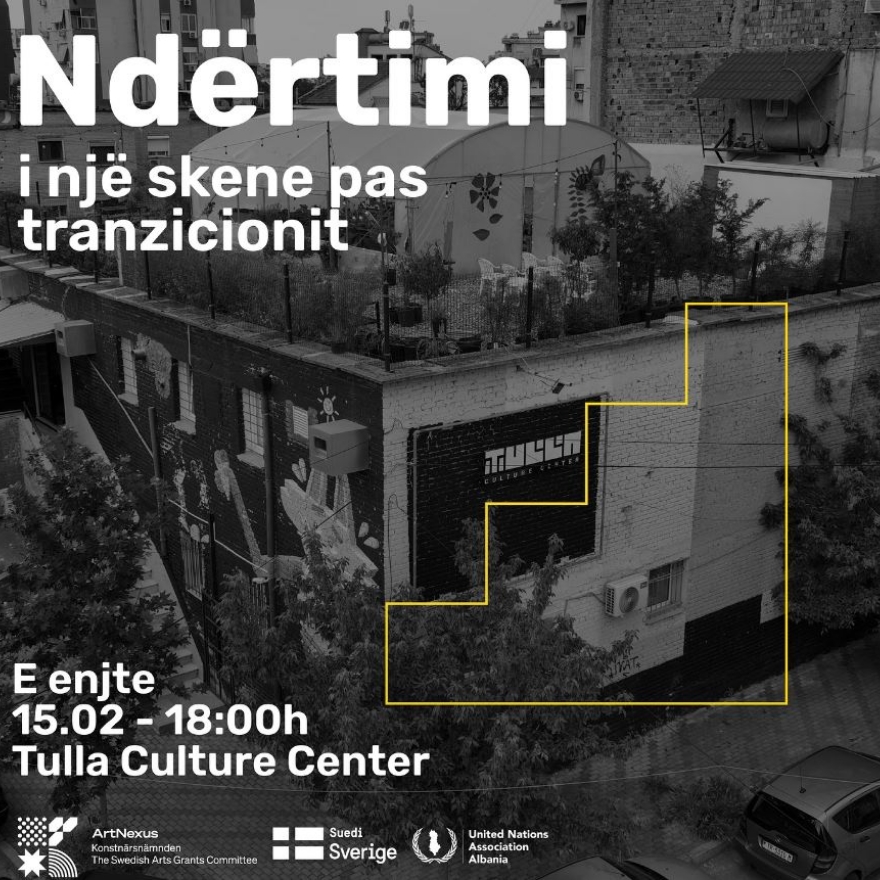 Ndërtimi
i një skene pas
tranzicionit
TULLA
CULTURE CENTER
E enjte
15.02 - 18:00h
Tulla Culture Center
ArtNexus
Konstnärsnämnden
The Swedish Arts Grants Committee
Suedi
Sverige
United Nations
Association
Albania